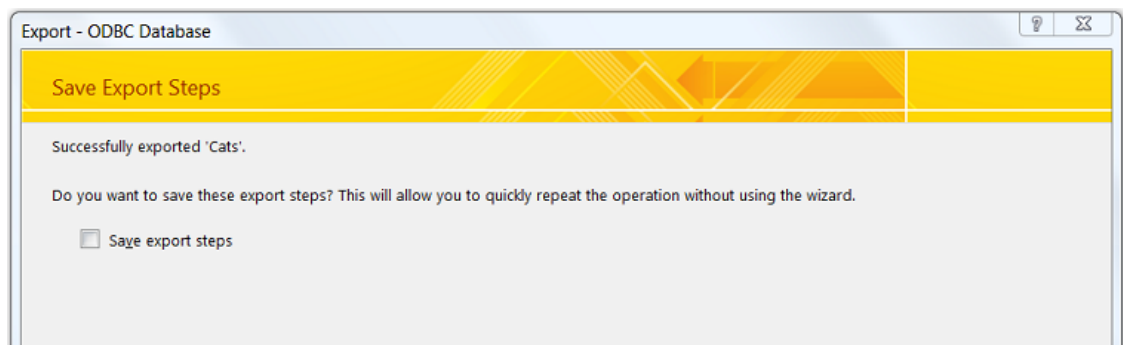 Export - ODBC Database
Save Export Steps
Successfully exported 'Cats'.
Do you want to save these export steps? This will allow you to quickly repeat the operation without using the wizard.
Save export steps